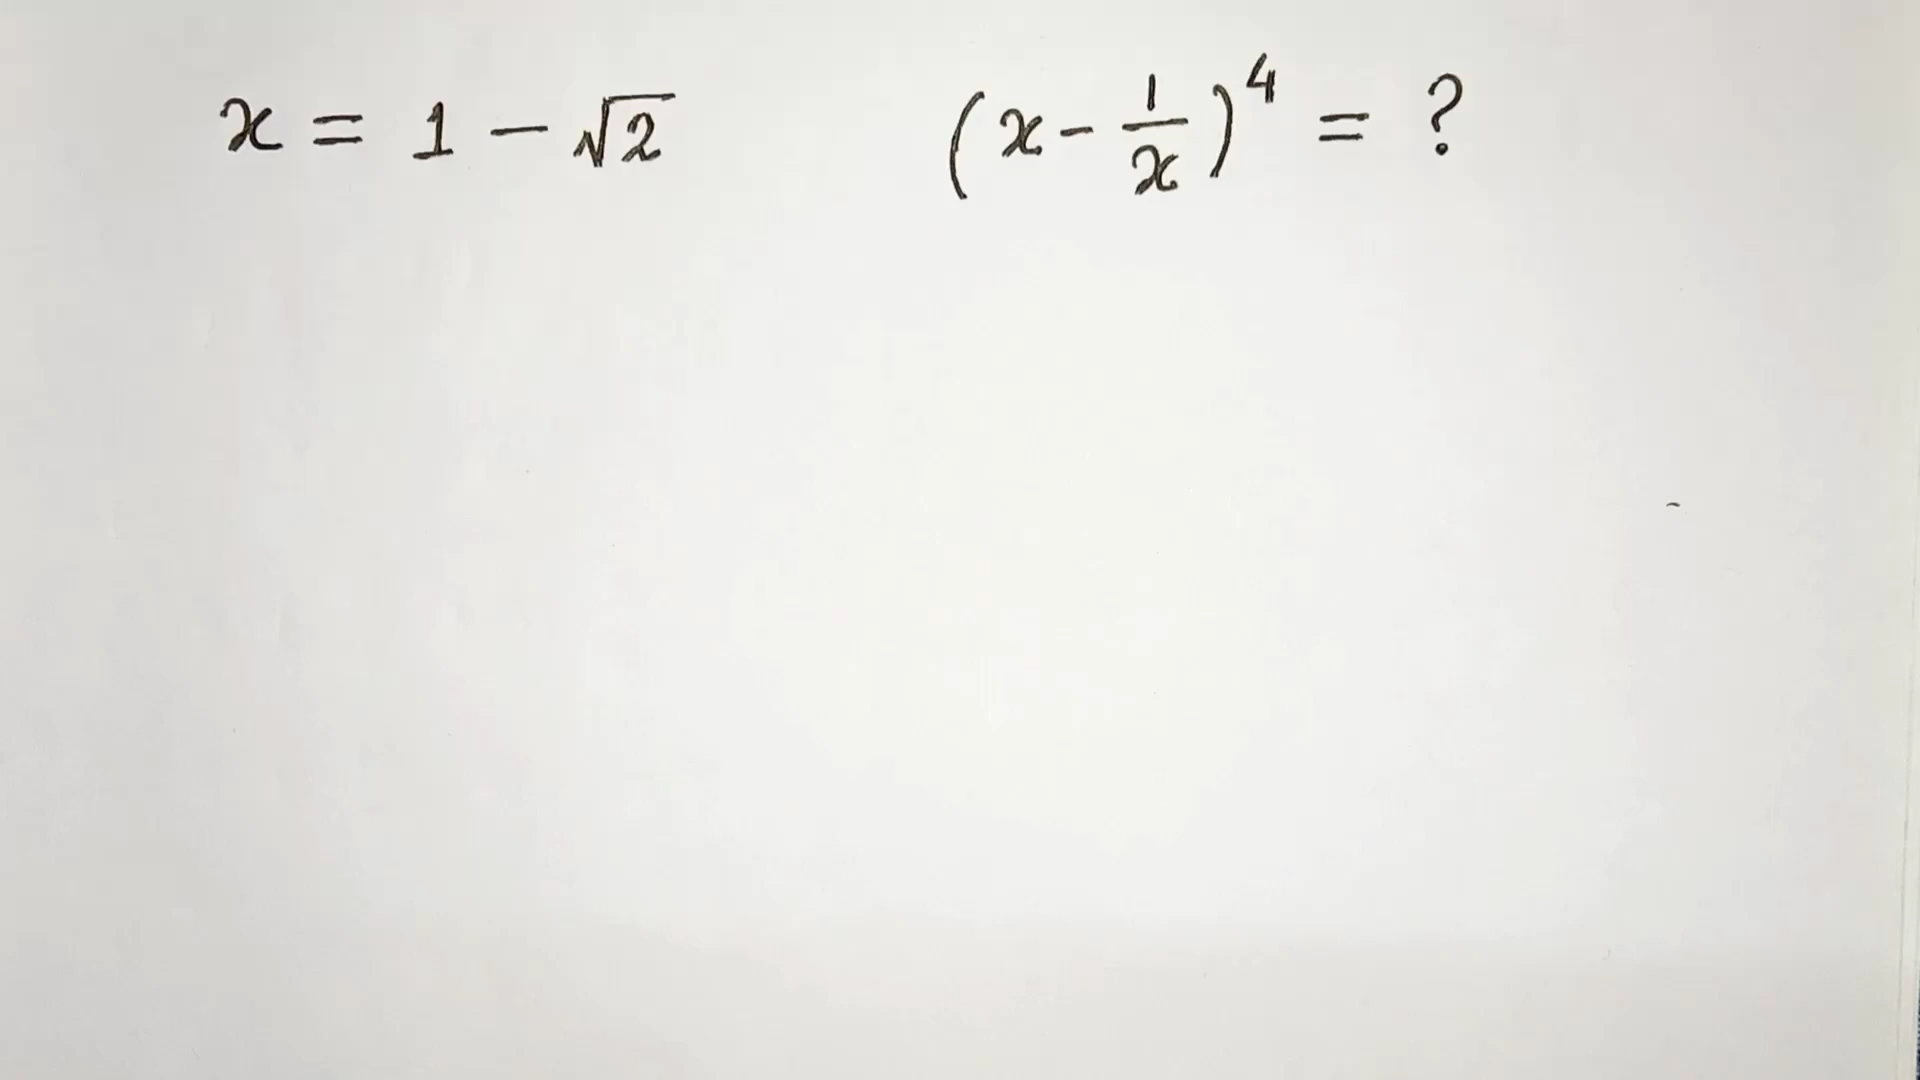 x = 1 - √2 (x - 1/x)^4 = ?